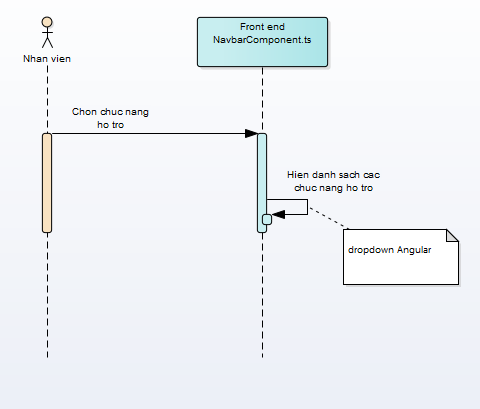 Front end
NavbarComponent.ts
Nhan vien
Chon chuc nang
ho tro
Hien danh sach cac
chuc nang ho tro
dropdown Angular